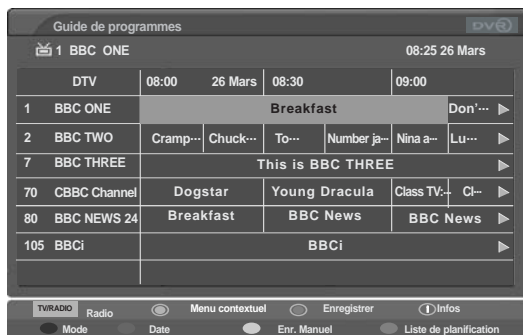 Guide de programmes DVR
1 BBC ONE 08:25 26 Mars
DTV 08:00 26 Mars 08:30 09:00
1 BBC ONE Breakfast Don'···
2 BBC TWO Cramp··· Chuck··· To··· Number ja··· Nina a··· Lu···
7 BBC THREE This is BBC THREE
70 CBBC Channel Dogstar Young Dracula Class TV:·· Cl···
80 BBC NEWS 24 Breakfast BBC News BBC News
105 BBCi BBCi
TV/RADIO Radio Menu contextuel Enregistrer i Infos
Mode Date Enr. Manuel Liste de planification